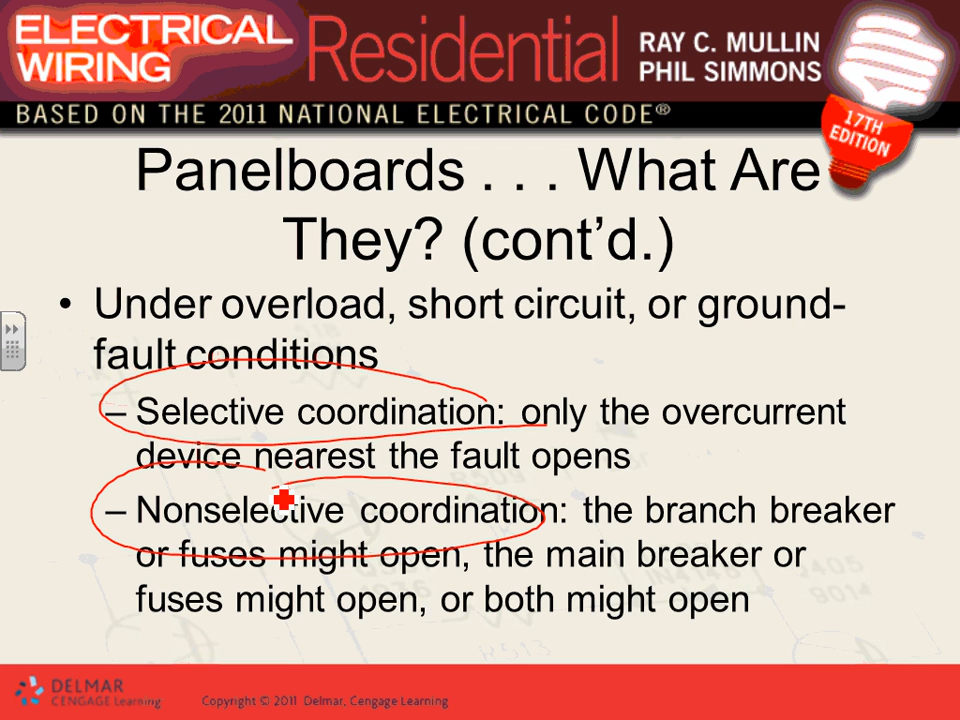 ELECTRICAL WIRING Residential RAY C. MULLIN PHIL SIMMONS
BASED ON THE 2011 NATIONAL ELECTRICAL CODE®
17TH EDITION
Panelboards . . . What Are
They? (cont’d.)
• Under overload, short circuit, or ground-
fault conditions
– Selective coordination: only the overcurrent
device nearest the fault opens
– Nonselective coordination: the branch breaker
or fuses might open, the main breaker or
fuses might open, or both might open
DELMAR
CENGAGE Learning
Copyright © 2011 Delmar, Cengage Learning